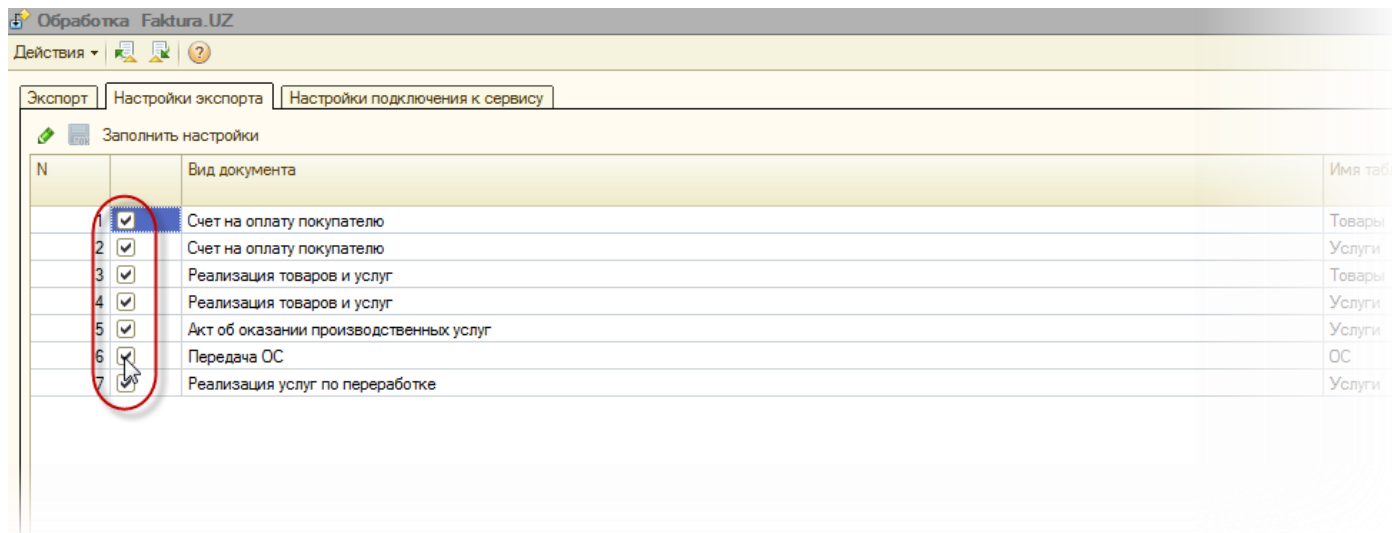 Обработка Faktura.UZ
Действия
Экспорт Настройки экспорта Настройки подключения к сервису
Заполнить настройки
N Вид документа Имя таб
1 Счет на оплату покупателю Товары
2 Счет на оплату покупателю Услуги
3 Реализация товаров и услуг Товары
4 Реализация товаров и услуг Услуги
5 Акт об оказании производственных услуг Услуги
6 Передача ОС ОС
7 Реализация услуг по переработке Услуги